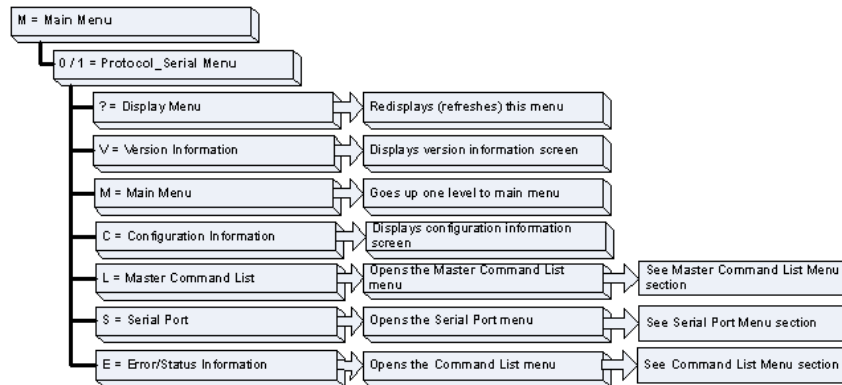 M = Main Menu
0 / 1 = Protocol_Serial Menu
? = Display Menu
Redisplays (refreshes) this menu
V = Version Information
Displays version information screen
M = Main Menu
Goes up one level to main menu
C = Configuration Information
Displays configuration information
screen
L = Master Command List
Opens the Master Command List
menu
See Master Command List Menu
section
S = Serial Port
Opens the Serial Port menu
See Serial Port Menu section
E = Error/Status Information
Opens the Command List menu
See Command List Menu section